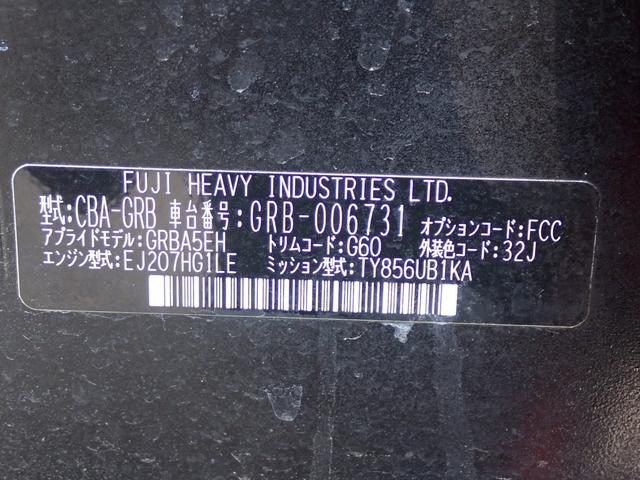 FUJI HEAVY INDUSTRIES LTD.
型式:CBA-GRB 車台番号:GRB-006731 オプションコード:FCC
アプライドモデル:GRBA5EH トリムコード:G60 外装色コード:32J
エンジン型式:EJ207HG1LE ミッション型式:TY856UB1KA